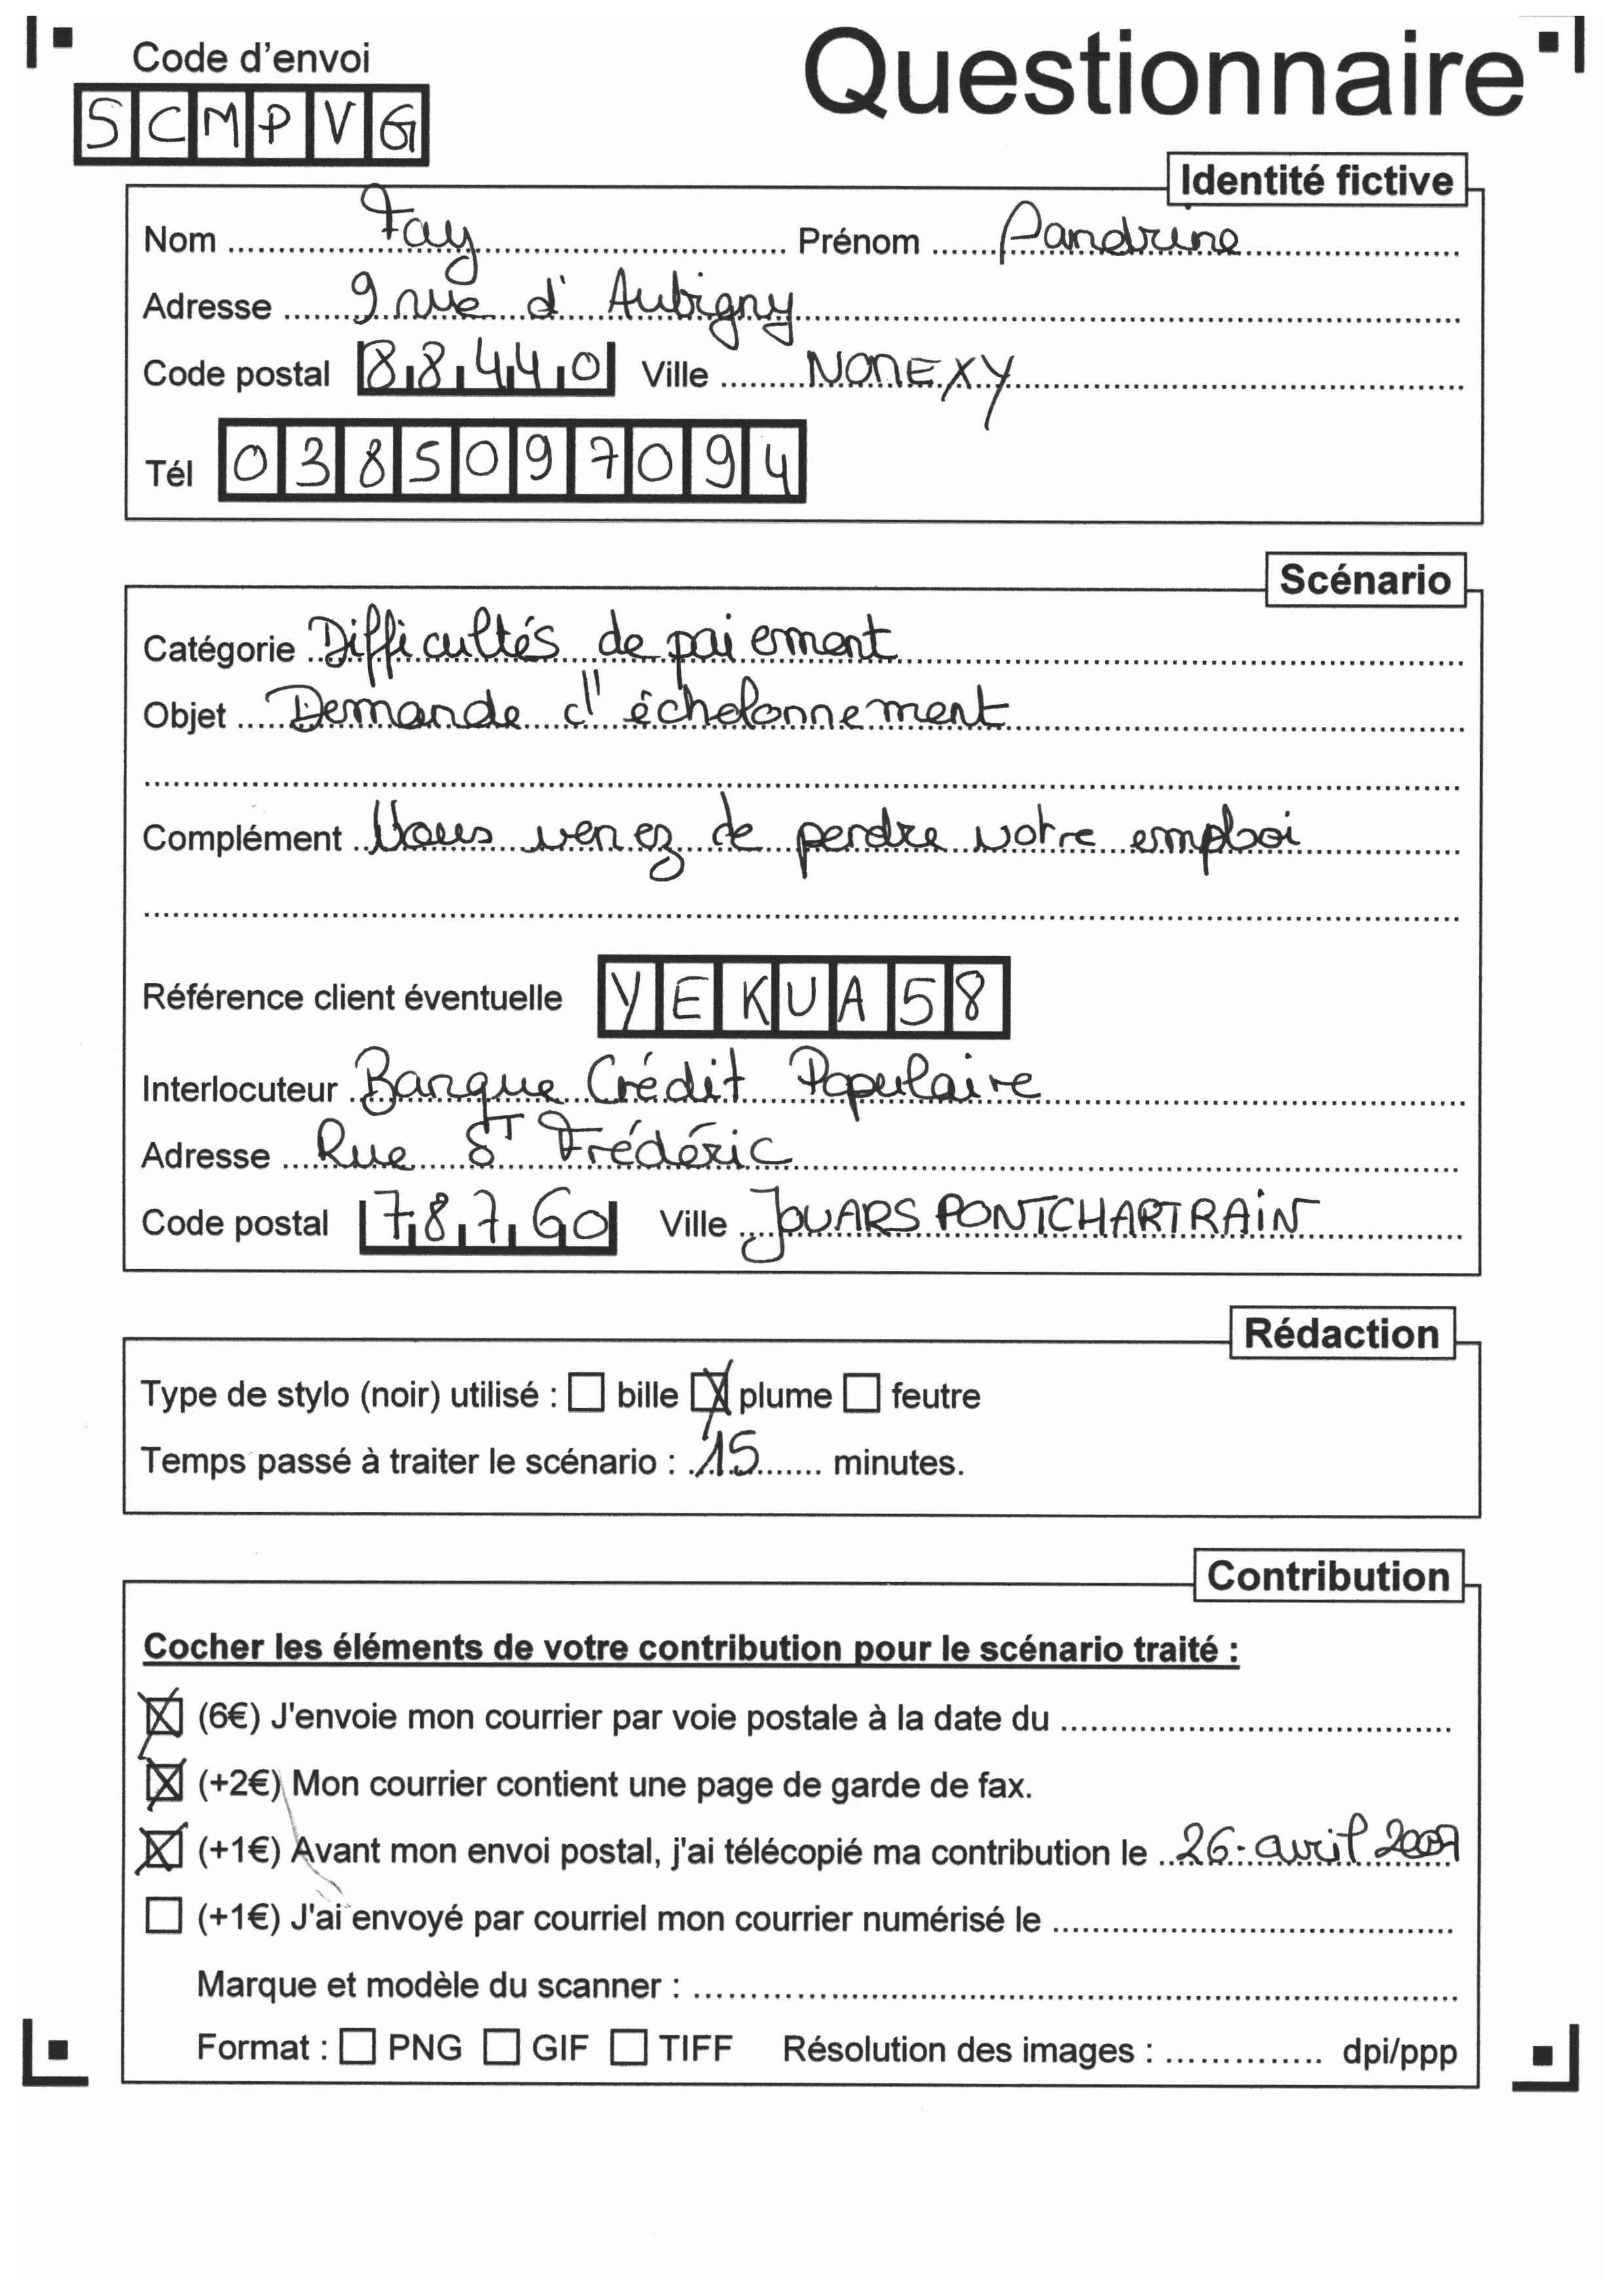 Code d'envoi
Questionnaire
SCMPVG
Identité fictive
Nom Fay Prénom Sandrine
Adresse 9 rue d'Aubigny
Code postal 88440 Ville NOMEXY
Tél 0385097094
Scénario
Catégorie Difficultés de paiement
Objet Demande d'échelonnement
Complément Vous venez de perdre votre emploi
Référence client éventuelle YEKUA58
Interlocuteur Banque Crédit Populaire
Adresse Rue ST Frédéric
Code postal 78760 Ville JOUARS PONTCHARTRAIN
Rédaction
Type de stylo (noir) utilisé : bille plume feutre
Temps passé à traiter le scénario : 15 minutes.
Contribution
Cocher les éléments de votre contribution pour le scénario traité :
(6€) J'envoie mon courrier par voie postale à la date du
(+2€) Mon courrier contient une page de garde de fax.
(+1€) Avant mon envoi postal, j'ai télécopié ma contribution le 26 avril 2007
(+1€) J'ai envoyé par courriel mon courrier numérisé le
Marque et modèle du scanner :
Format : PNG GIF TIFF Résolution des images : dpi/ppp